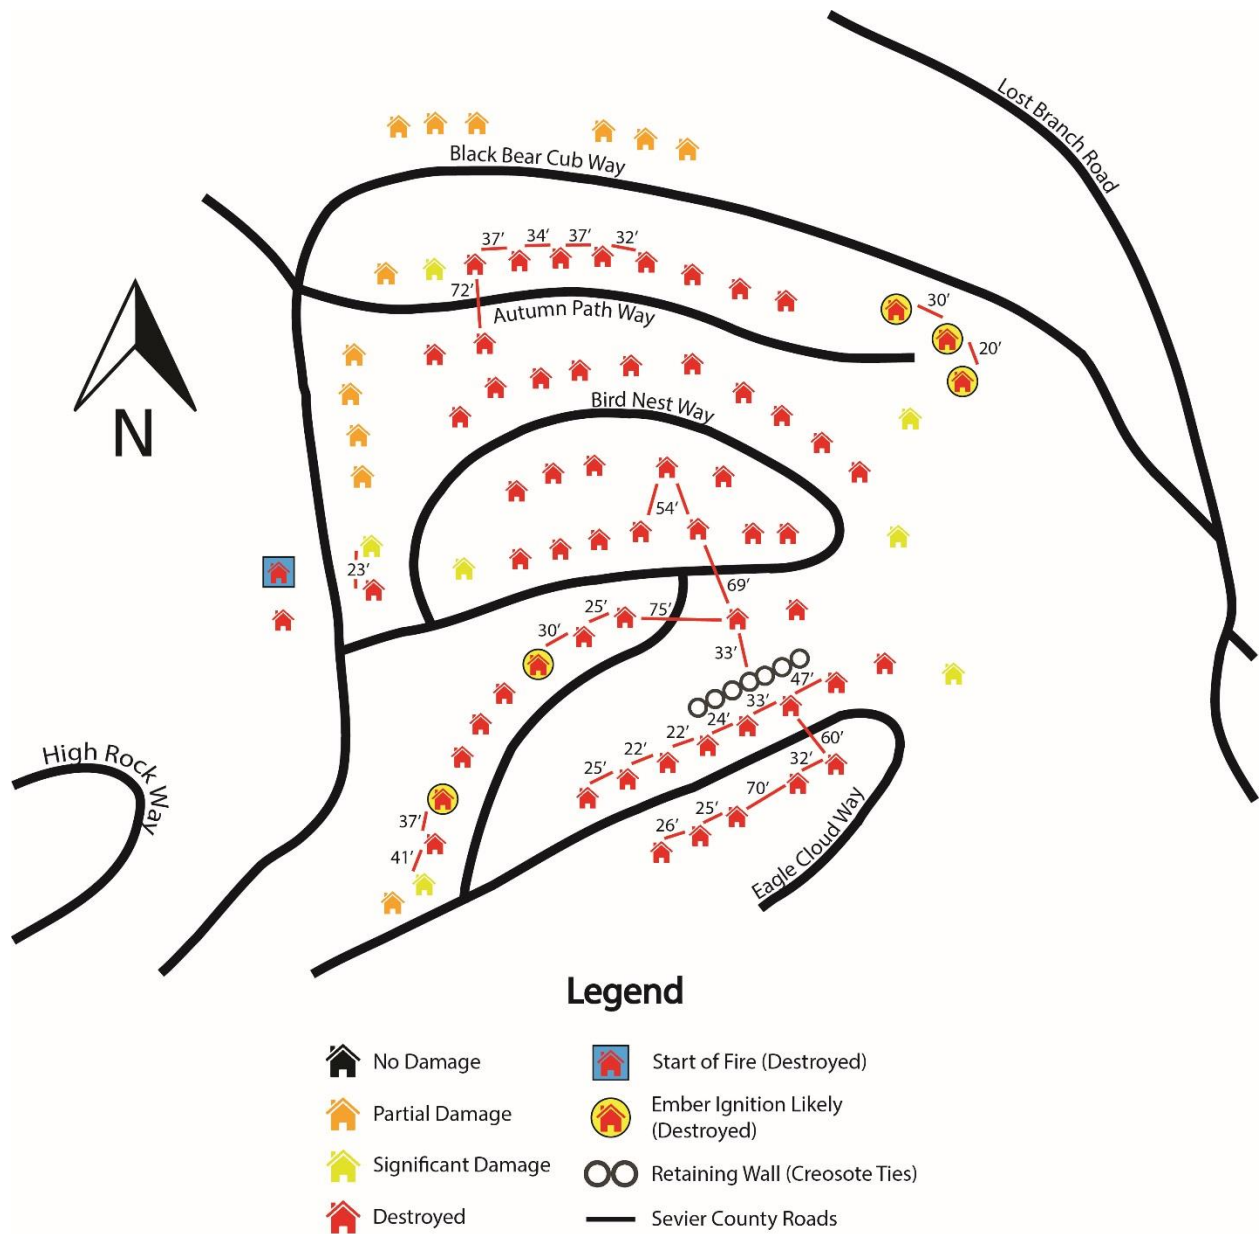 Lost Branch Road
Black Bear Cub Way
37’ 34’ 37’ 32’
72’
30’
Autumn Path Way
20’
N
Bird Nest Way
54’
23’
69’
25’ 75’
30’
33’
47’
33’
24’
22’
22’
25’
60’
32’
70’
25’
26’
High Rock Way
37’
41’
Eagle Cloud Way
Legend
No Damage
Partial Damage
Significant Damage
Destroyed
Start of Fire (Destroyed)
Ember Ignition Likely
(Destroyed)
Retaining Wall (Creosote Ties)
Sevier County Roads